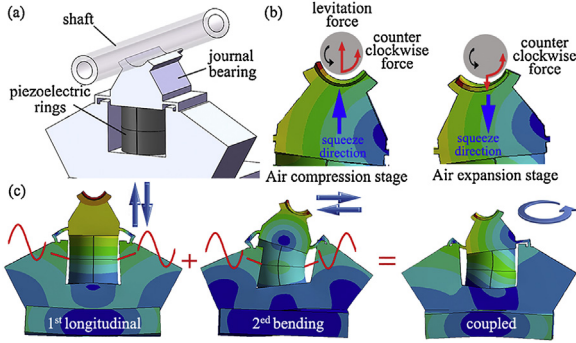 (a)
shaft
journal
bearing
piezoelectric
rings
(b)
levitation
force
counter
clockwise
force
squeeze
direction
Air compression stage
counter
clockwise
force
squeeze
direction
Air expansion stage
(c)
1st longitudinal
+
2ed bending
=
coupled